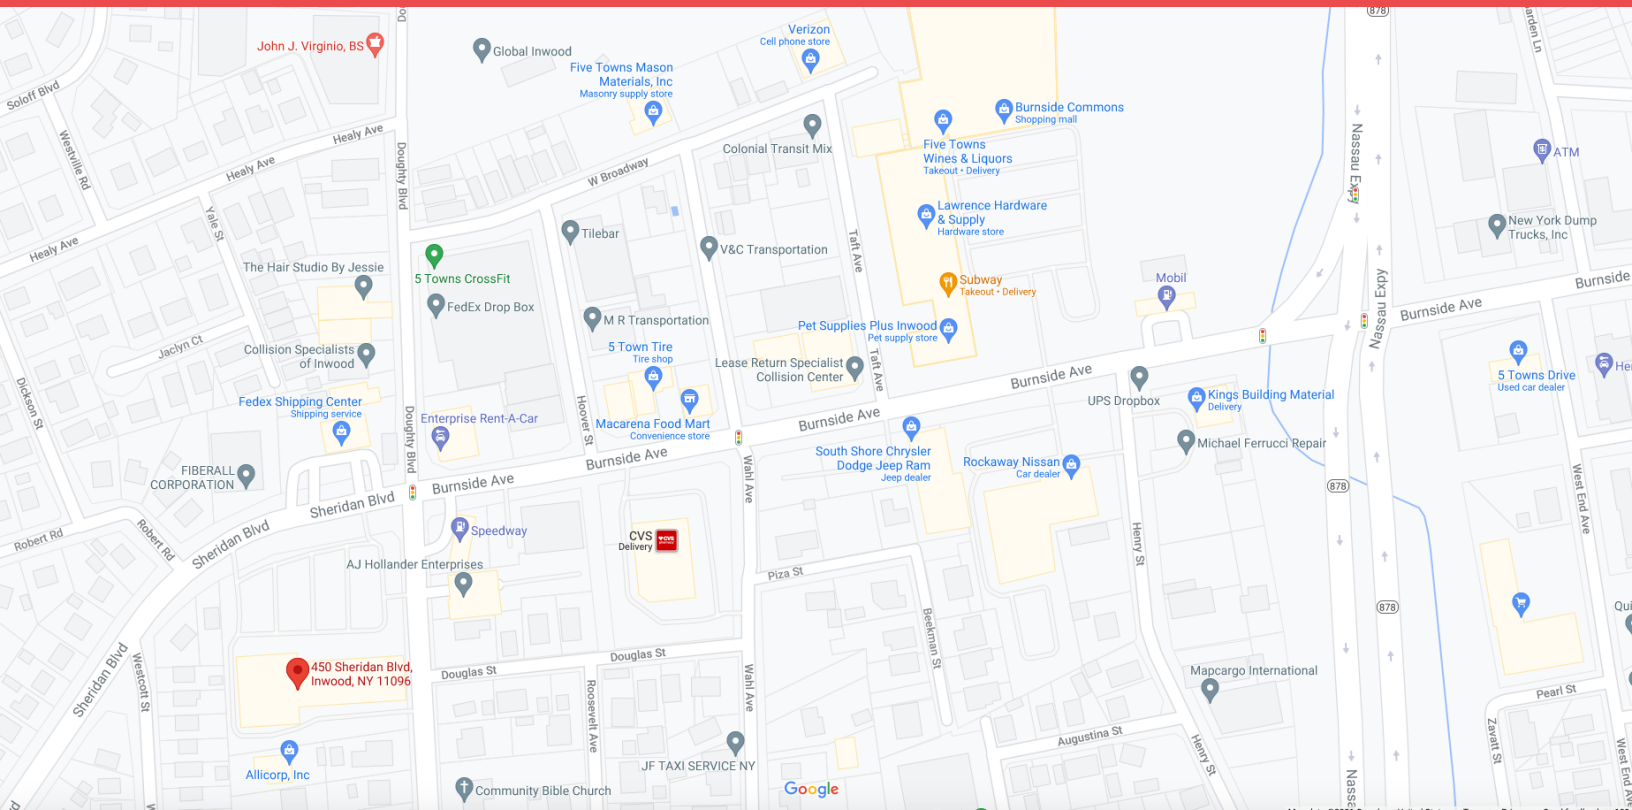 878
Verizon
Cell phone store
John J. Virginio, BS
Global Inwood
Garden Ln
Five Towns Mason
Materials, Inc
Masonry supply store
Soloff Blvd
Burnside Commons
Shopping mall
Healy Ave
Westville Rd
Doughty Blvd
Colonial Transit Mix
Five Towns
Wines & Liquors
Takeout • Delivery
Nassau Expy
ATM
Healy Ave
W Broadway
Yale St
Lawrence Hardware
& Supply
Hardware store
New York Dump
Trucks, Inc
Healy Ave
Tilebar
V&C Transportation
Taft Ave
The Hair Studio By Jessie
5 Towns CrossFit
Subway
Takeout • Delivery
Mobil
Burnside
FedEx Drop Box
M R Transportation
Pet Supplies Plus Inwood
Pet supply store
Nassau Expy
Burnside Ave
Jaclyn Ct
Collision Specialists
of Inwood
5 Town Tire
Tire shop
Lease Return Specialist
Collision Center
Taft Ave
Burnside Ave
5 Towns Drive
Used car dealer
Dickson St
Fedex Shipping Center
Shipping service
Enterprise Rent-A-Car
Hoover St
Macarena Food Mart
Convenience store
Burnside Ave
UPS Dropbox
Kings Building Material
Delivery
Doughty Blvd
Michael Ferrucci Repair
South Shore Chrysler
Dodge Jeep Ram
Jeep dealer
Rockaway Nissan
Car dealer
FIBERALL
CORPORATION
Burnside Ave
Burnside Ave
Wahl Ave
878
West End Ave
Sheridan Blvd
Robert Rd
Robert Rd
Sheridan Blvd
Speedway
CVS
Delivery
Henry St
AJ Hollander Enterprises
Piza St
878
Beekman St
Sheridan Blvd
Westcott St
450 Sheridan Blvd,
Inwood, NY 11096
Douglas St
Douglas St
Wahl Ave
Mapcargo International
Pearl St
Roosevelt Ave
Augustina St
Henry St
Zavatt St
West End Ave
Allicorp, Inc
JF TAXI SERVICE NY
Community Bible Church
Google